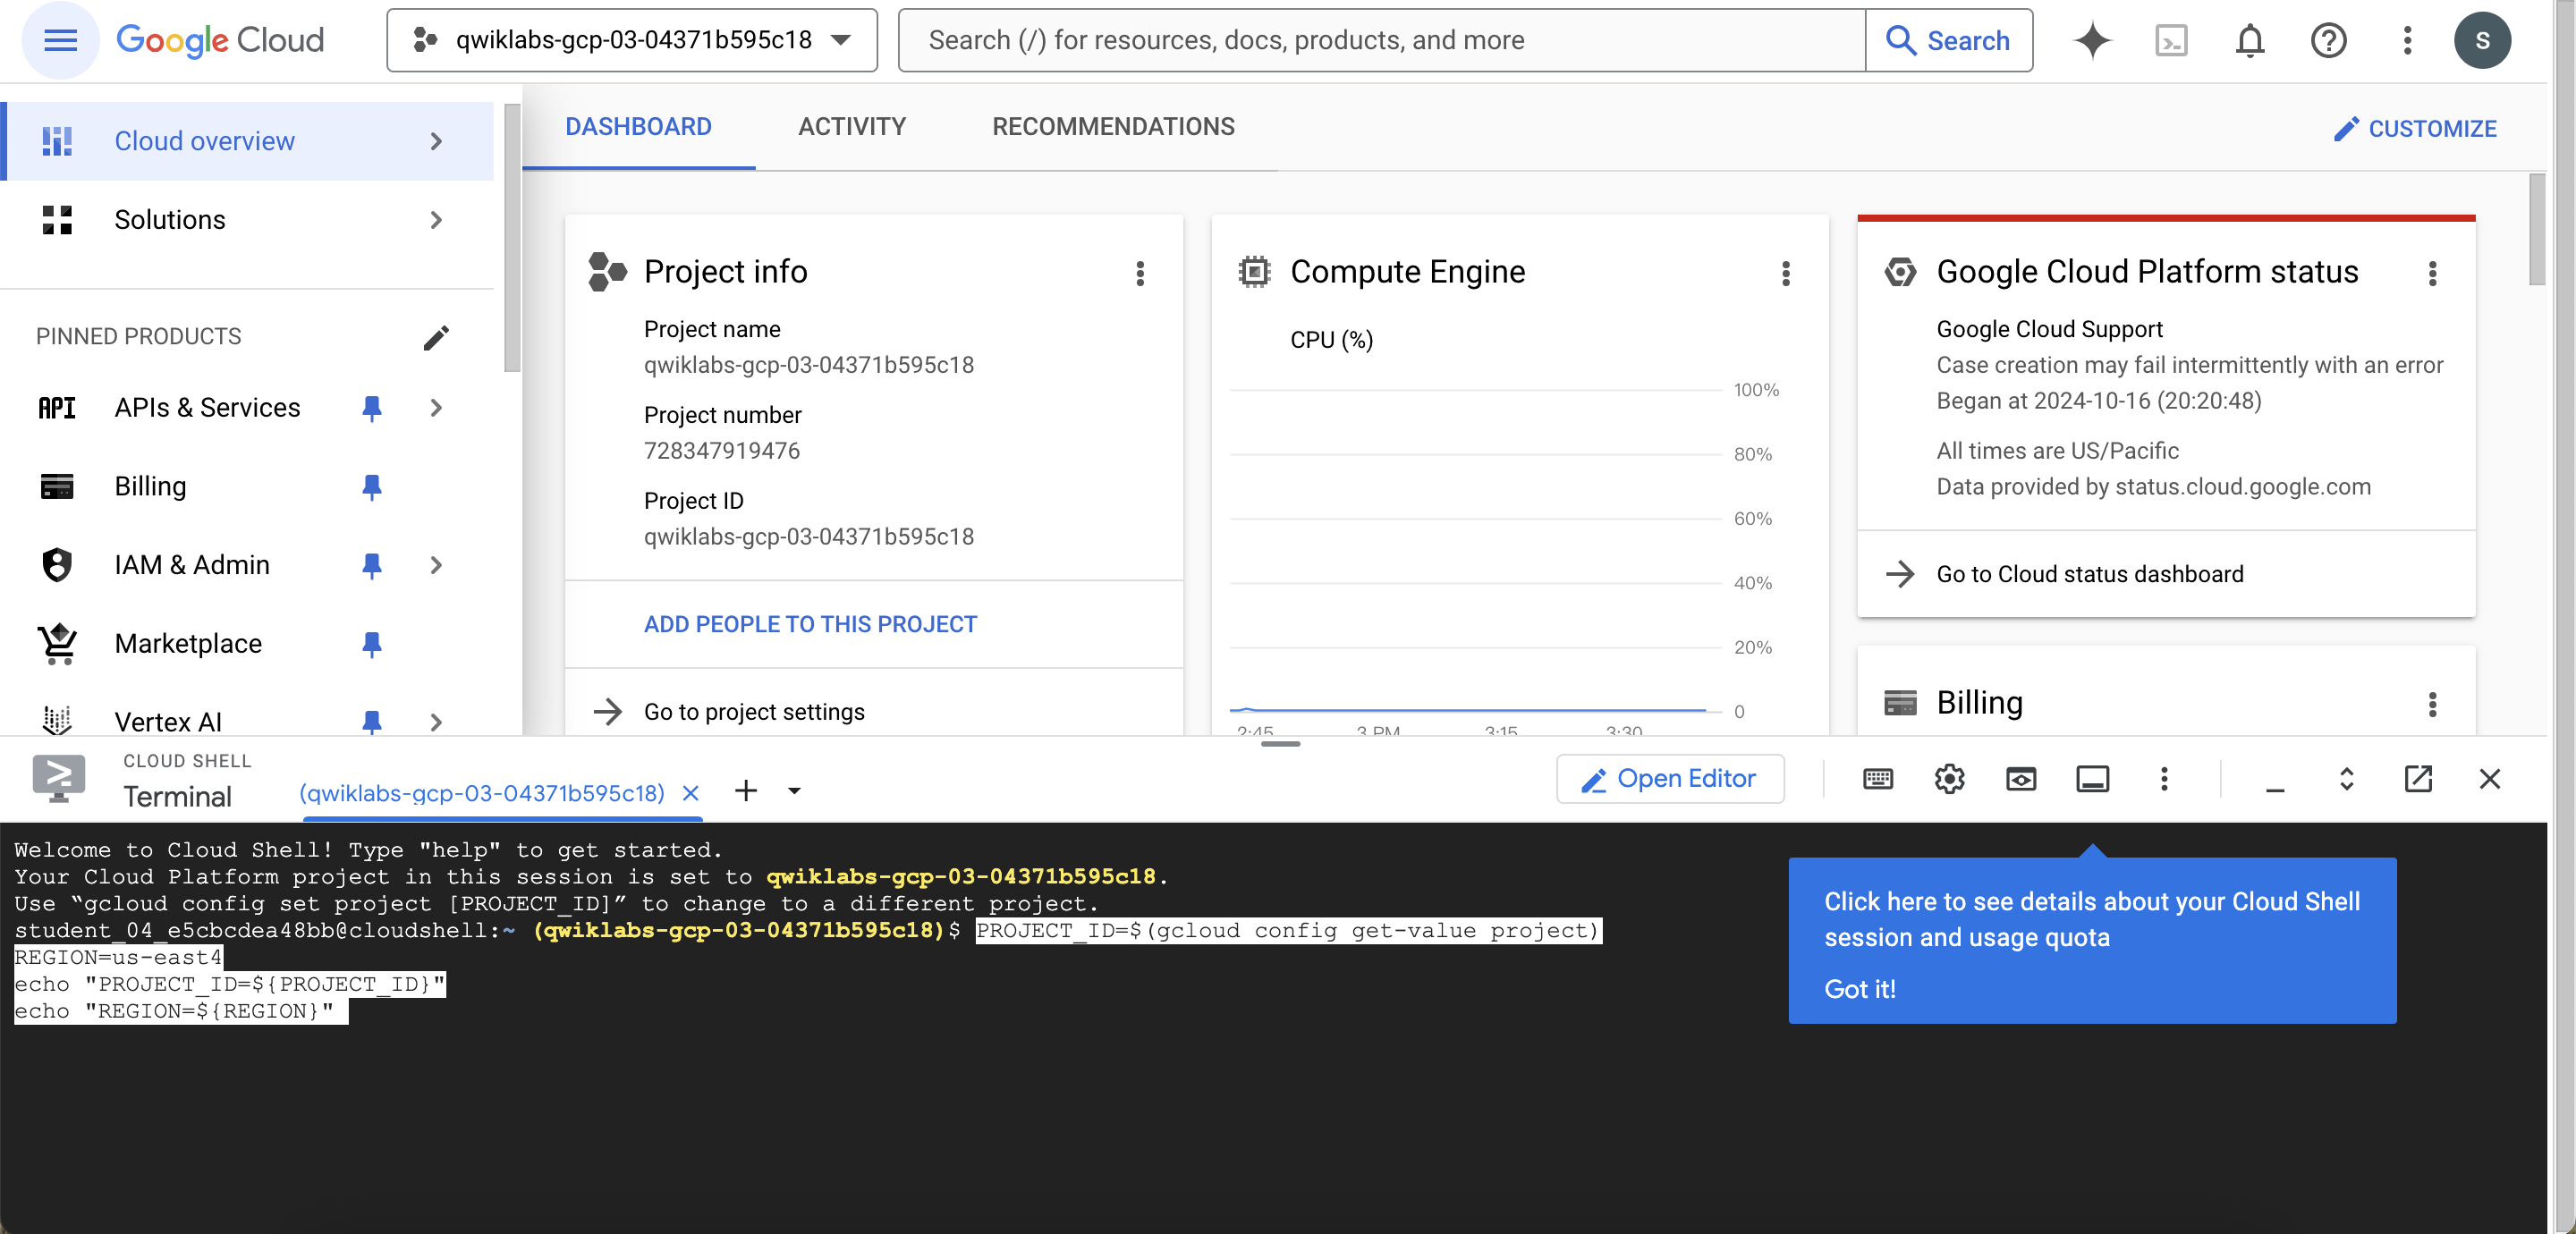 Google Cloud
qwiklabs-gcp-03-04371b595c18
Search (/) for resources, docs, products, and more
Search
S
Cloud overview
Solutions
PINNED PRODUCTS
API
APIs & Services
Billing
IAM & Admin
Marketplace
Vertex AI
DASHBOARD
ACTIVITY
RECOMMENDATIONS
CUSTOMIZE
Project info
Project name
qwiklabs-gcp-03-04371b595c18
Project number
728347919476
Project ID
qwiklabs-gcp-03-04371b595c18
ADD PEOPLE TO THIS PROJECT
Go to project settings
Compute Engine
CPU (%)
100%
80%
60%
40%
20%
0
2:45
3 PM
3:15
3:30
Google Cloud Platform status
Google Cloud Support
Case creation may fail intermittently with an error
Began at 2024-10-16 (20:20:48)
All times are US/Pacific
Data provided by status.cloud.google.com
Go to Cloud status dashboard
Billing
CLOUD SHELL
Terminal
(qwiklabs-gcp-03-04371b595c18)
Open Editor
Welcome to Cloud Shell! Type "help" to get started.
Your Cloud Platform project in this session is set to qwiklabs-gcp-03-04371b595c18.
Use “gcloud config set project [PROJECT_ID]” to change to a different project.
student_04_e5cbcdea48bb@cloudshell:~ (qwiklabs-gcp-03-04371b595c18)$ PROJECT_ID=$(gcloud config get-value project)
REGION=us-east4
echo "PROJECT_ID=${PROJECT_ID}"
echo "REGION=${REGION}"
Click here to see details about your Cloud Shell
session and usage quota
Got it!